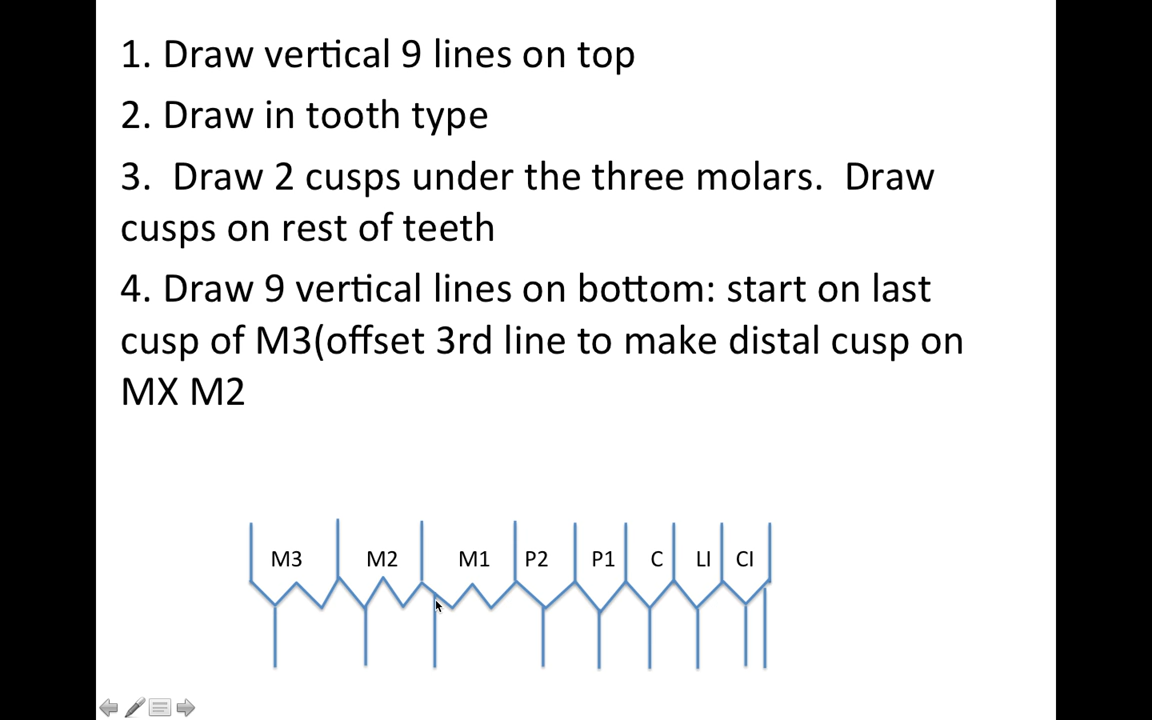 1. Draw vertical 9 lines on top
2. Draw in tooth type
3.  Draw 2 cusps under the three molars.  Draw
cusps on rest of teeth
4. Draw 9 vertical lines on bottom: start on last
cusp of M3(offset 3rd line to make distal cusp on
MX M2
M3 M2 M1 P2 P1 C LI CI